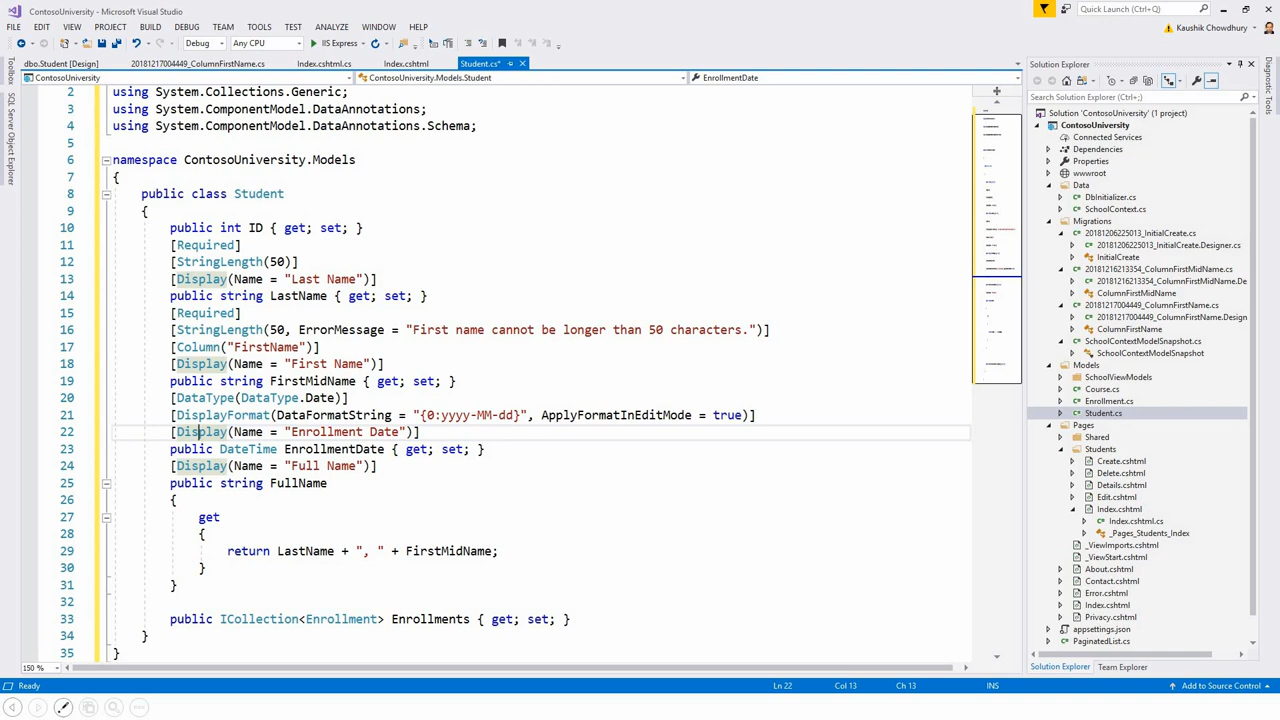 ContosoUniversity - Microsoft Visual Studio
Quick Launch (Ctrl+Q)
FILE EDIT VIEW PROJECT BUILD DEBUG TEAM TOOLS TEST ANALYZE WINDOW HELP
Kaushik Chowdhury
Debug Any CPU IIS Express
dbo.Student [Design] 20181217004449_ColumnFirstName.cs Index.cshtml.cs Index.cshtml Student.cs*
ContosoUniversity ContosoUniversity.Models.Student EnrollmentDate
Toolbox
SQL Server Object Explorer
2 using System.Collections.Generic;
3 using System.ComponentModel.DataAnnotations;
4 using System.ComponentModel.DataAnnotations.Schema;
5
6 namespace ContosoUniversity.Models
7 {
8 public class Student
9 {
10 public int ID { get; set; }
11 [Required]
12 [StringLength(50)]
13 [Display(Name = "Last Name")]
14 public string LastName { get; set; }
15 [Required]
16 [StringLength(50, ErrorMessage = "First name cannot be longer than 50 characters.")]
17 [Column("FirstName")]
18 [Display(Name = "First Name")]
19 public string FirstMidName { get; set; }
20 [DataType(DataType.Date)]
21 [DisplayFormat(DataFormatString = "{0:yyyy-MM-dd}", ApplyFormatInEditMode = true)]
22 [Display(Name = "Enrollment Date")]
23 public DateTime EnrollmentDate { get; set; }
24 [Display(Name = "Full Name")]
25 public string FullName
26 {
27 get
28 {
29 return LastName + ", " + FirstMidName;
30 }
31 }
32
33 public ICollection<Enrollment> Enrollments { get; set; }
34 }
35 }
150 %
Solution Explorer
Search Solution Explorer (Ctrl+;)
Solution 'ContosoUniversity' (1 project)
ContosoUniversity
Connected Services
Dependencies
Properties
wwwroot
Data
DbInitializer.cs
SchoolContext.cs
Migrations
20181206225013_InitialCreate.cs
20181206225013_InitialCreate.Designer.cs
InitialCreate
20181216213354_ColumnFirstMidName.cs
20181216213354_ColumnFirstMidName.De
ColumnFirstMidName
20181217004449_ColumnFirstName.cs
20181217004449_ColumnFirstName.Design
ColumnFirstName
SchoolContextModelSnapshot.cs
SchoolContextModelSnapshot
Models
SchoolViewModels
Course.cs
Enrollment.cs
Student.cs
Pages
Shared
Students
Create.cshtml
Delete.cshtml
Details.cshtml
Edit.cshtml
Index.cshtml
Index.cshtml.cs
_Pages_Students_Index
_ViewImports.cshtml
_ViewStart.cshtml
About.cshtml
Contact.cshtml
Error.cshtml
Index.cshtml
Privacy.cshtml
appsettings.json
PaginatedList.cs
Solution Explorer Team Explorer
Diagnostic Tools
Ready Ln 22 Col 13 Ch 13 INS Add to Source Control